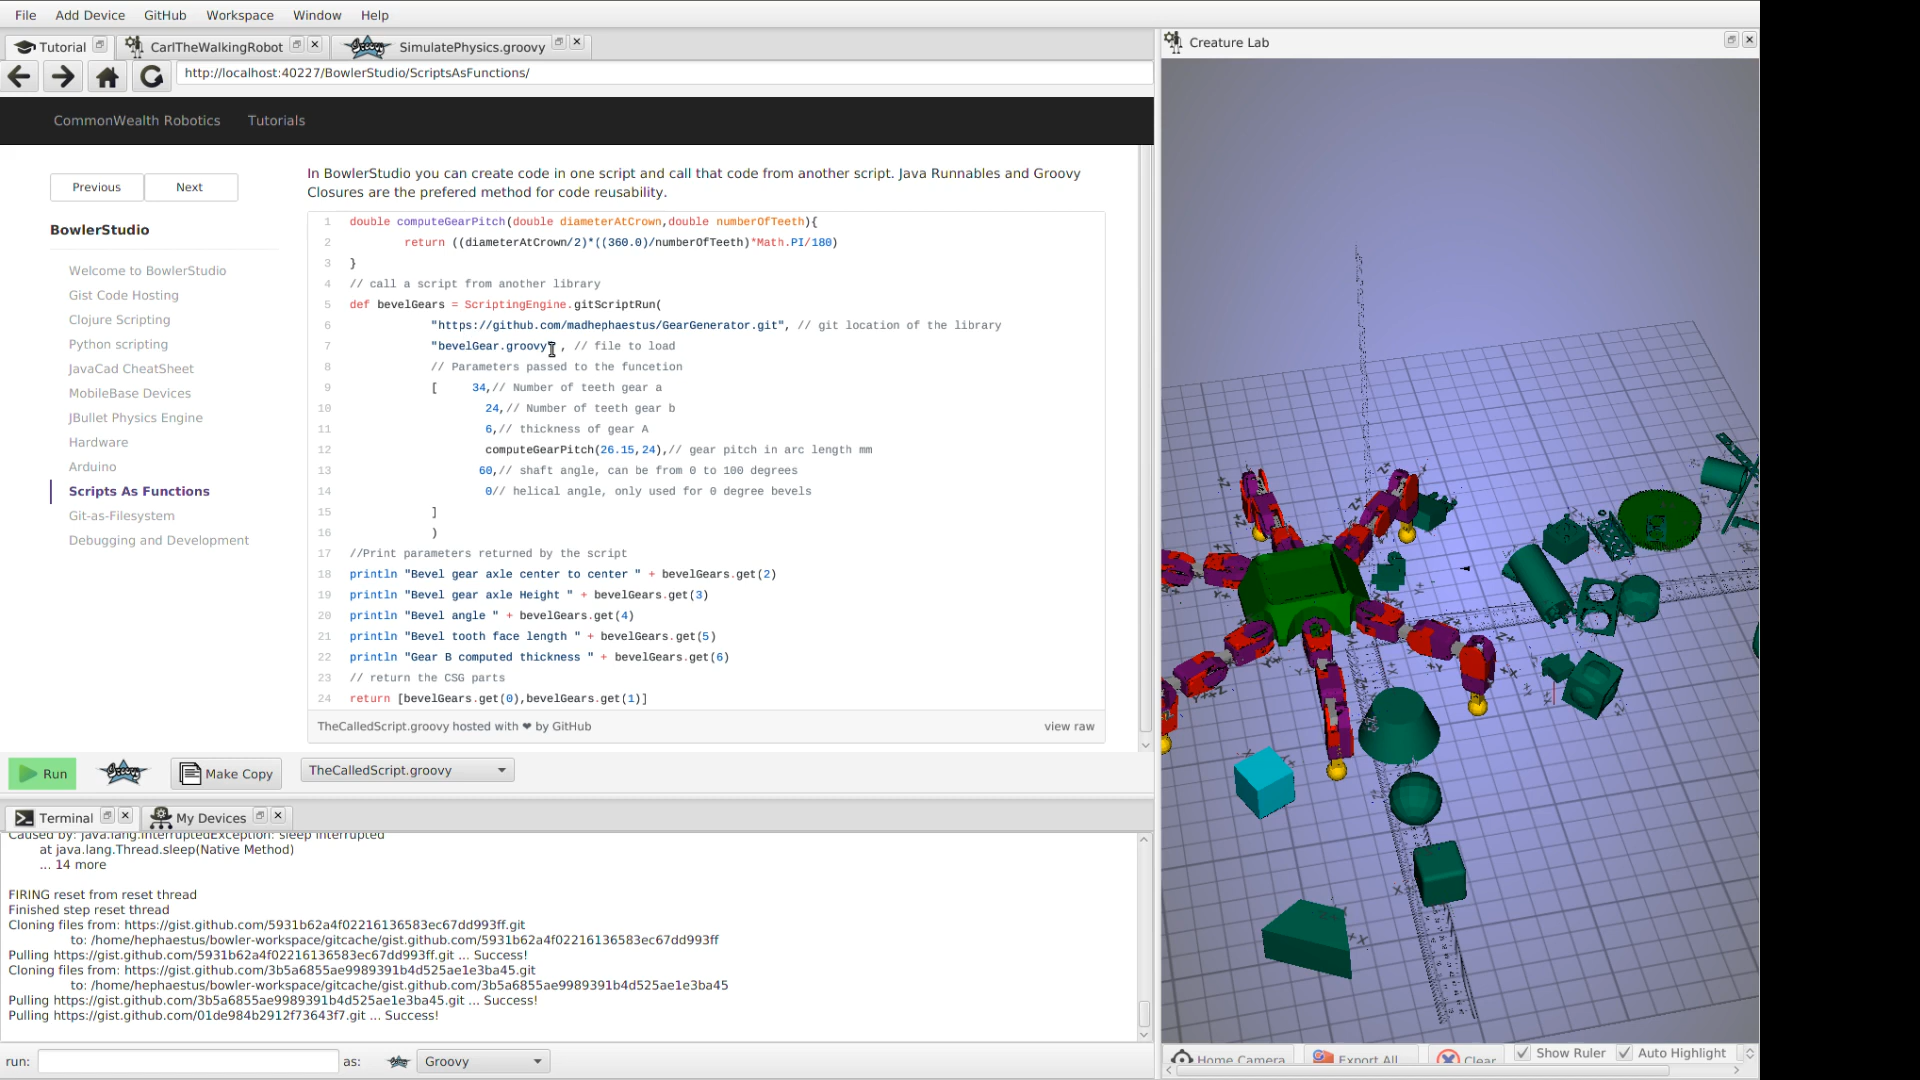 File Add Device GitHub Workspace Window Help
Tutorial CarlTheWalkingRobot SimulatePhysics.groovy
http://localhost:40227/BowlerStudio/ScriptsAsFunctions/
CommonWealth Robotics Tutorials
Previous Next
BowlerStudio
Welcome to BowlerStudio
Gist Code Hosting
Clojure Scripting
Python scripting
JavaCad CheatSheet
MobileBase Devices
JBullet Physics Engine
Hardware
Arduino
Scripts As Functions
Git-as-Filesystem
Debugging and Development
In BowlerStudio you can create code in one script and call that code from another script. Java Runnables and Groovy
Closures are the prefered method for code reusability.
1 double computeGearPitch(double diameterAtCrown,double numberOfTeeth){
2 return ((diameterAtCrown/2)*((360.0)/numberOfTeeth)*Math.PI/180)
3 }
4 // call a script from another library
5 def bevelGears = ScriptingEngine.gitScriptRun(
6 "https://github.com/madhephaestus/GearGenerator.git", // git location of the library
7 "bevelGear.groovy" , // file to load
8 // Parameters passed to the funcetion
9 [ 34,// Number of teeth gear a
10 24,// Number of teeth gear b
11 6,// thickness of gear A
12 computeGearPitch(26.15,24),// gear pitch in arc length mm
13 60,// shaft angle, can be from 0 to 100 degrees
14 0// helical angle, only used for 0 degree bevels
15 ]
16 )
17 //Print parameters returned by the script
18 println "Bevel gear axle center to center " + bevelGears.get(2)
19 println "Bevel gear axle Height " + bevelGears.get(3)
20 println "Bevel angle " + bevelGears.get(4)
21 println "Bevel tooth face length " + bevelGears.get(5)
22 println "Gear B computed thickness " + bevelGears.get(6)
23 // return the CSG parts
24 return [bevelGears.get(0),bevelGears.get(1)]
TheCalledScript.groovy hosted with ❤ by GitHub view raw
Run Groovy Make Copy TheCalledScript.groovy
Terminal My Devices
Caused by: java.lang.InterruptedException: sleep interrupted
at java.lang.Thread.sleep(Native Method)
... 14 more
FIRING reset from reset thread
Finished step reset thread
Cloning files from: https://gist.github.com/5931b62a4f02216136583ec67dd993ff.git
to: /home/hephaestus/bowler-workspace/gitcache/gist.github.com/5931b62a4f02216136583ec67dd993ff
Pulling https://gist.github.com/5931b62a4f02216136583ec67dd993ff.git ... Success!
Cloning files from: https://gist.github.com/3b5a6855ae9989391b4d525ae1e3ba45.git
to: /home/hephaestus/bowler-workspace/gitcache/gist.github.com/3b5a6855ae9989391b4d525ae1e3ba45
Pulling https://gist.github.com/3b5a6855ae9989391b4d525ae1e3ba45.git ... Success!
Pulling https://gist.github.com/01de984b2912f73643f7.git ... Success!
run: as: Groovy
Creature Lab
Home Camera Export All Clear Show Ruler Auto Highlight